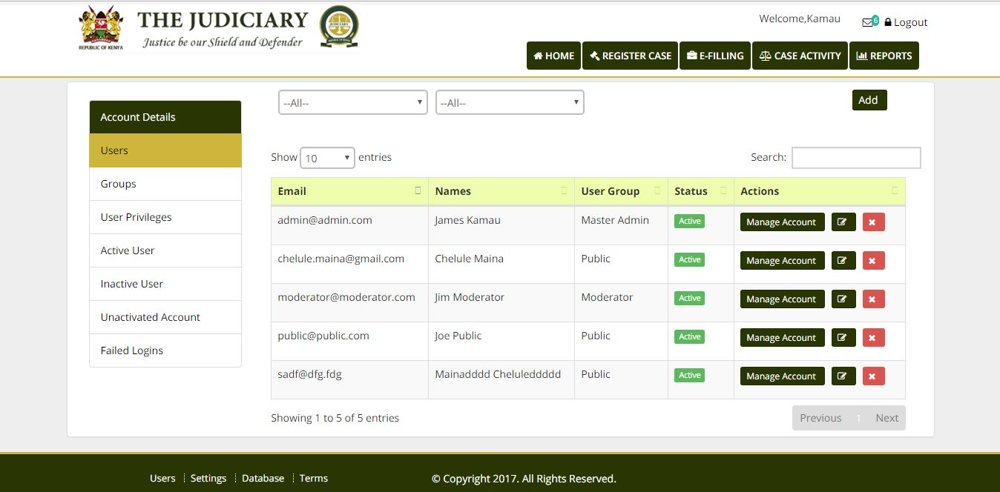 THE JUDICIARY
Justice be our Shield and Defender
REPUBLIC OF KENYA
JUDICIARY
Welcome,Kamau
6
Logout
HOME
REGISTER CASE
E-FILLING
CASE ACTIVITY
REPORTS
Account Details
Users
Groups
User Privileges
Active User
Inactive User
Unactivated Account
Failed Logins
--All--
--All--
Add
Show 10 entries
Search:
Email Names User Group Status Actions
admin@admin.com James Kamau Master Admin Active Manage Account
chelule.maina@gmail.com Chelule Maina Public Active Manage Account
moderator@moderator.com Jim Moderator Moderator Active Manage Account
public@public.com Joe Public Public Active Manage Account
sadf@dfg.fdg Mainadddd Cheluleddddd Public Active Manage Account
Showing 1 to 5 of 5 entries
Previous 1 Next
Users Settings Database Terms
© Copyright 2017. All Rights Reserved.